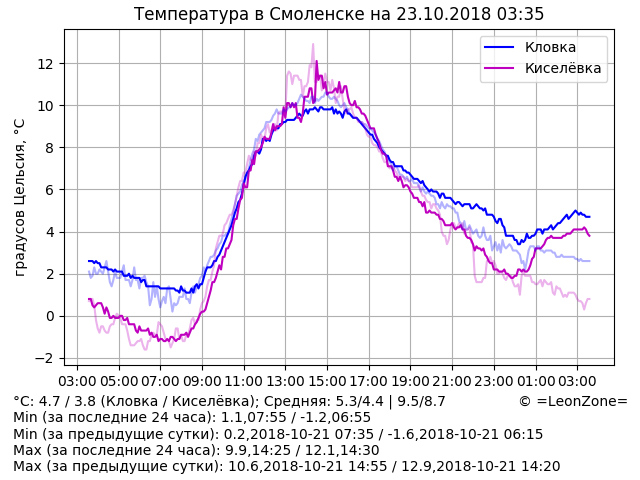 Температура в Смоленске на 23.10.2018 03:35
Кловка
Киселёвка
градусов Цельсия, °C
12
10
8
6
4
2
0
−2
03:00 05:00 07:00 09:00 11:00 13:00 15:00 17:00 19:00 21:00 23:00 01:00 03:00
°C: 4.7 / 3.8 (Кловка / Киселёвка); Средняя: 5.3/4.4 | 9.5/8.7 © =LeonZone=
Min (за последние 24 часа): 1.1,07:55 / -1.2,06:55
Min (за предыдущие сутки): 0.2,2018-10-21 07:35 / -1.6,2018-10-21 06:15
Max (за последние 24 часа): 9.9,14:25 / 12.1,14:30
Max (за предыдущие сутки): 10.6,2018-10-21 14:55 / 12.9,2018-10-21 14:20